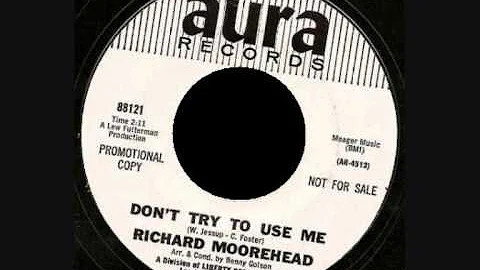 aura
RECORDS
88121
Time 2:11
A Lew Futterman
Production
PROMOTIONAL
COPY
Meager Music
(BMI)
(AR-4512)
NOT FOR SALE
DON'T TRY TO USE ME
(W. Jessup - C. Foster)
RICHARD MOOREHEAD
Arr. & Cond. by Benny Golson
A Division of LIBERTY